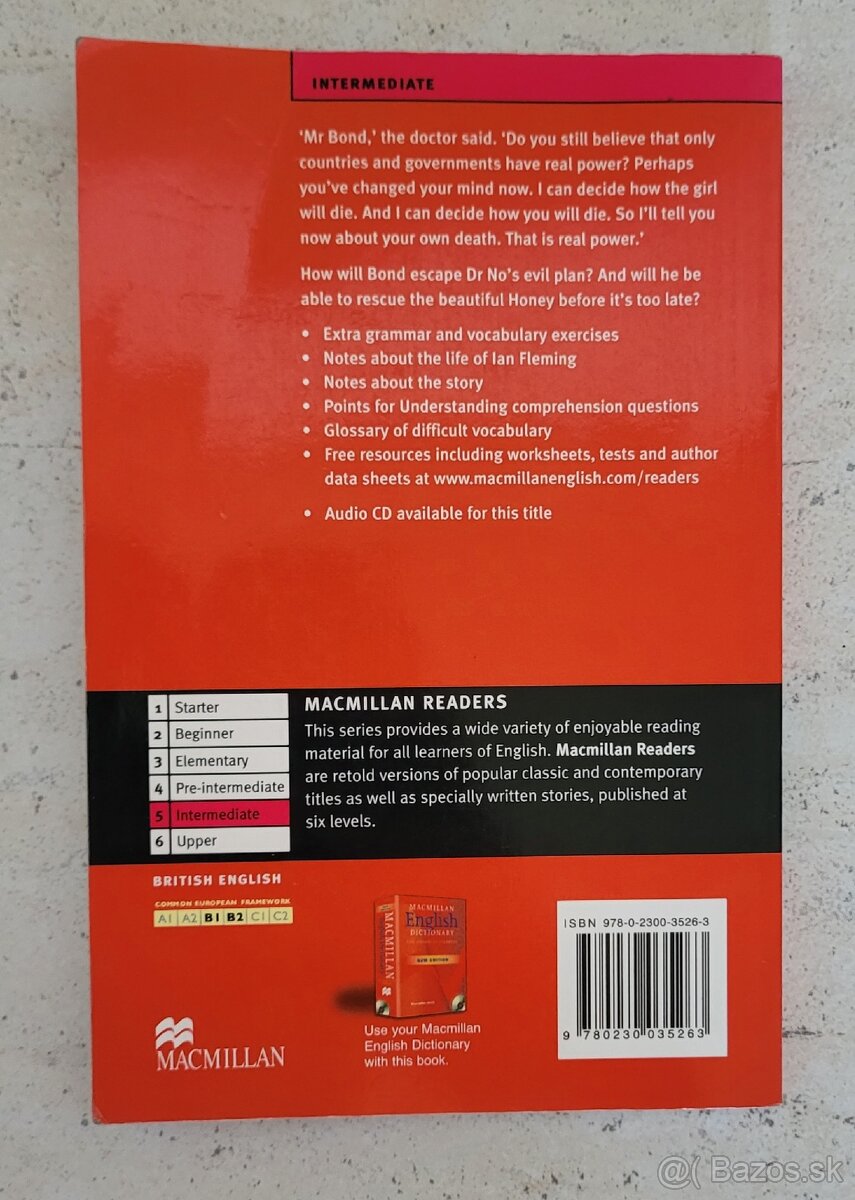 INTERMEDIATE
'Mr Bond,' the doctor said. 'Do you still believe that only
countries and governments have real power? Perhaps
you've changed your mind now. I can decide how the girl
will die. And I can decide how you will die. So I'll tell you
now about your own death. That is real power.'
How will Bond escape Dr No's evil plan? And will he be
able to rescue the beautiful Honey before it's too late?
• Extra grammar and vocabulary exercises
• Notes about the life of Ian Fleming
• Notes about the story
• Points for Understanding comprehension questions
• Glossary of difficult vocabulary
• Free resources including worksheets, tests and author
data sheets at www.macmillanenglish.com/readers
• Audio CD available for this title
1 Starter
2 Beginner
3 Elementary
4 Pre-intermediate
5 Intermediate
6 Upper
MACMILLAN READERS
This series provides a wide variety of enjoyable reading
material for all learners of English. Macmillan Readers
are retold versions of popular classic and contemporary
titles as well as specially written stories, published at
six levels.
BRITISH ENGLISH
COMMON EUROPEAN FRAMEWORK
A1 A2 B1 B2 C1 C2
MACMILLAN
MACMILLAN
English
DICTIONARY
NEW EDITION
Use your Macmillan
English Dictionary
with this book.
ISBN 978-0-2300-3526-3
9 780230 035263
MACMILLAN
@( Bazos.sk